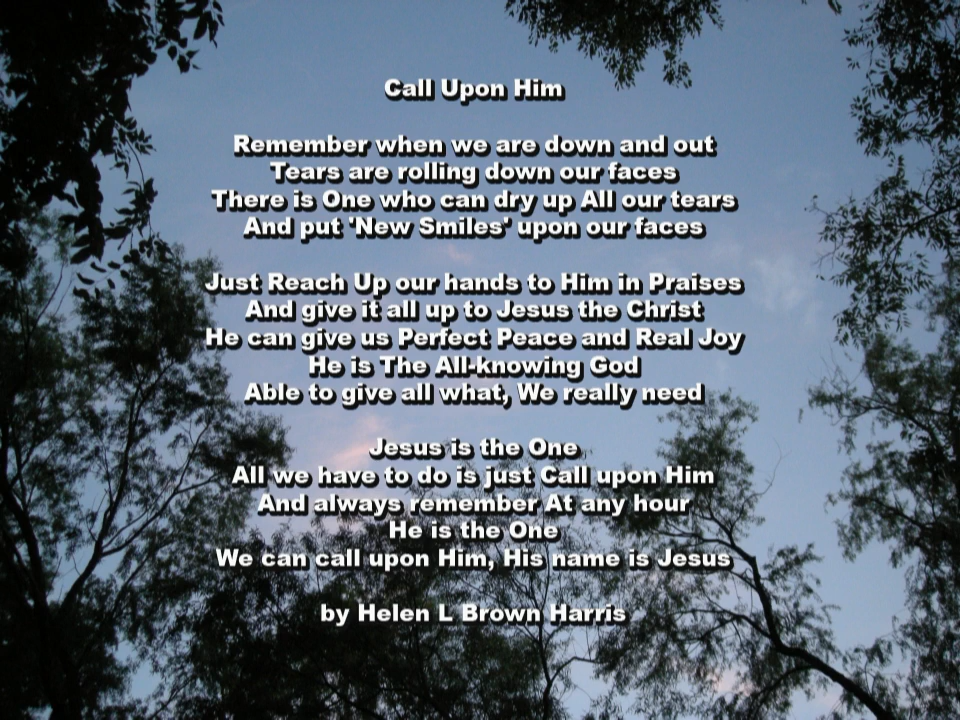 Call Upon Him
Remember when we are down and out
Tears are rolling down our faces
There is One who can dry up All our tears
And put 'New Smiles' upon our faces
Just Reach Up our hands to Him in Praises
And give it all up to Jesus the Christ
He can give us Perfect Peace and Real Joy
He is The All-knowing God
Able to give all what, We really need
Jesus is the One
All we have to do is just Call upon Him
And always remember At any hour
He is the One
We can call upon Him, His name is Jesus
by Helen L Brown Harris